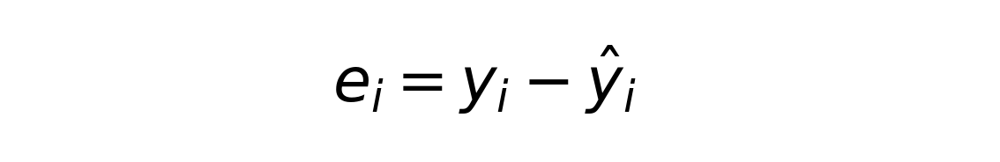 eᵢ = yᵢ − ŷᵢ